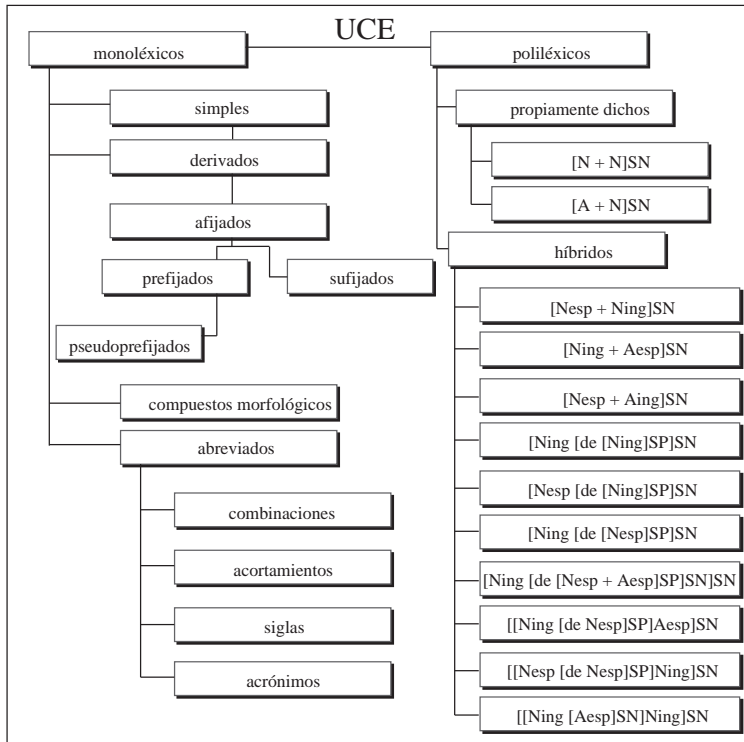 UCE
monoléxicos
simples
derivados
afijados
prefijados
sufijados
pseudoprefijados
compuestos morfológicos
abreviados
combinaciones
acortamientos
siglas
acrónimos
poliléxicos
propiamente dichos
[N + N]SN
[A + N]SN
híbridos
[Nesp + Ning]SN
[Ning + Aesp]SN
[Nesp + Aing]SN
[Ning [de [Ning]SP]SN
[Nesp [de [Ning]SP]SN
[Ning [de [Nesp]SP]SN
[Ning [de [Nesp + Aesp]SP]SN]SN
[[Ning [de Nesp]SP]Aesp]SN
[[Nesp [de Nesp]SP]Ning]SN
[[Ning [Aesp]SN]Ning]SN